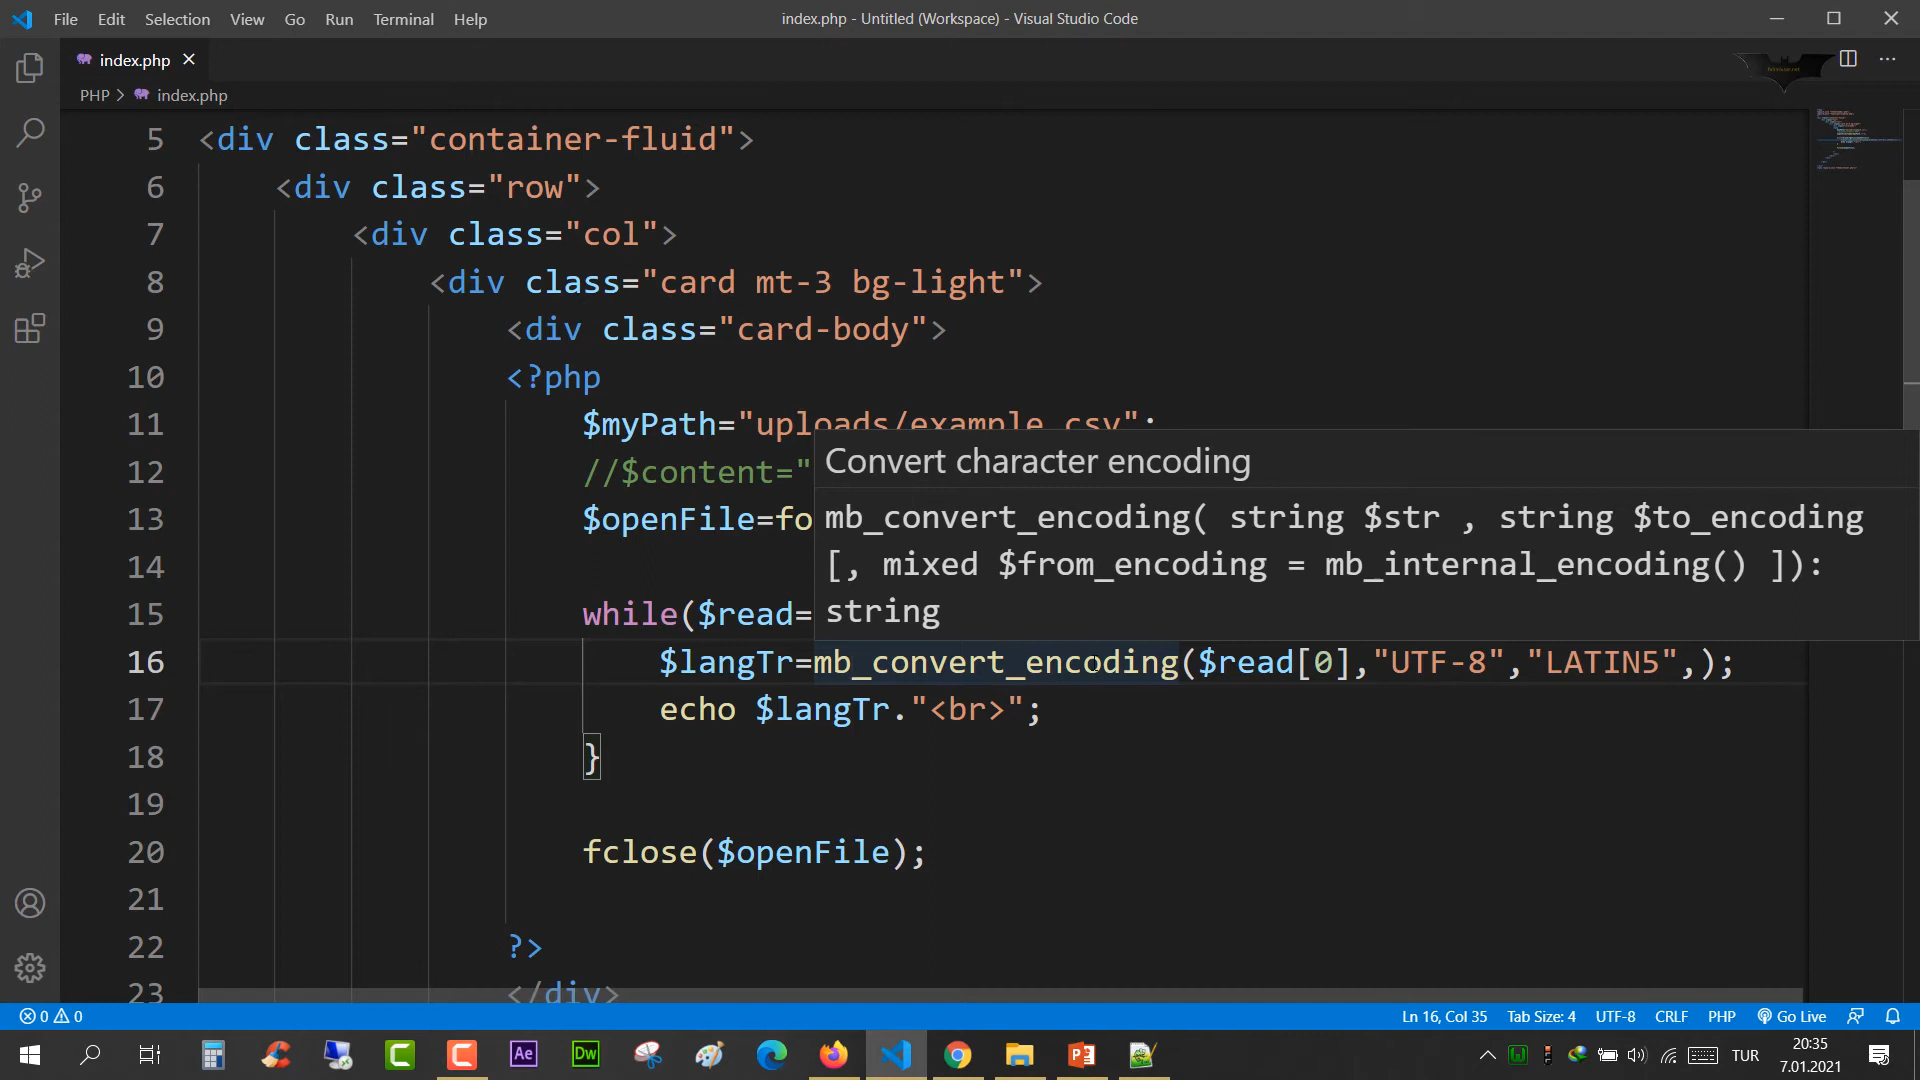 File Edit Selection View Go Run Terminal Help
index.php - Untitled (Workspace) - Visual Studio Code
index.php
PHP > index.php
5 <div class="container-fluid">
6 <div class="row">
7 <div class="col">
8 <div class="card mt-3 bg-light">
9 <div class="card-body">
10 <?php
11 $myPath="uploads/example.csv";
12 //$content="
13 $openFile=fo
14
15 while($read=
Convert character encoding
mb_convert_encoding( string $str , string $to_encoding
[, mixed $from_encoding = mb_internal_encoding() ]):
string
16 $langTr=mb_convert_encoding($read[0],"UTF-8","LATIN5",);
17 echo $langTr."<br>";
18 }
19
20 fclose($openFile);
21
22 ?>
23 </div>
0 0
Ln 16, Col 35 Tab Size: 4 UTF-8 CRLF PHP Go Live
Ae Dw
TUR
20:35
7.01.2021